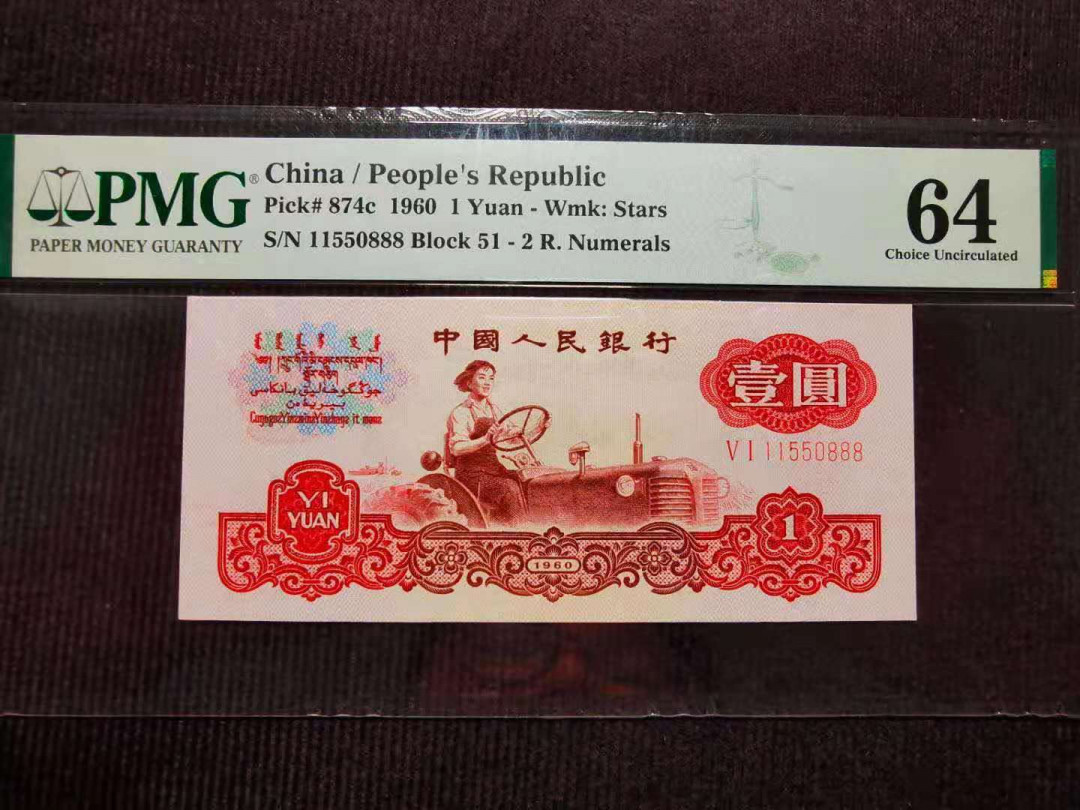 PMG®
PAPER MONEY GUARANTY
China / People's Republic
Pick# 874c 1960 1 Yuan - Wmk: Stars
S/N 11550888 Block 51 - 2 R. Numerals
64
Choice Uncirculated
中國人民銀行
壹圓
VI 11550888
YI
YUAN
1960
1